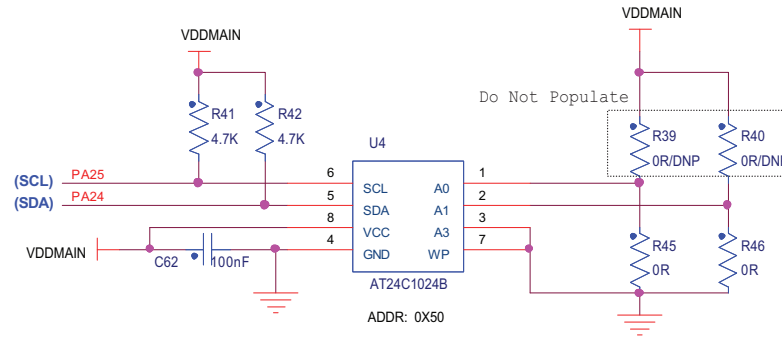 VDDMAIN
VDDMAIN
Do Not Populate
R41
4.7K
R42
4.7K
R39
0R/DNP
R40
0R/DN
U4
(SCL) PA25
6 SCL A0 1
(SDA) PA24
5 SDA A1 2
8 VCC A3 3
VDDMAIN
4 GND WP 7
C62 100nF
R45
0R
R46
0R
AT24C1024B
ADDR: 0X50